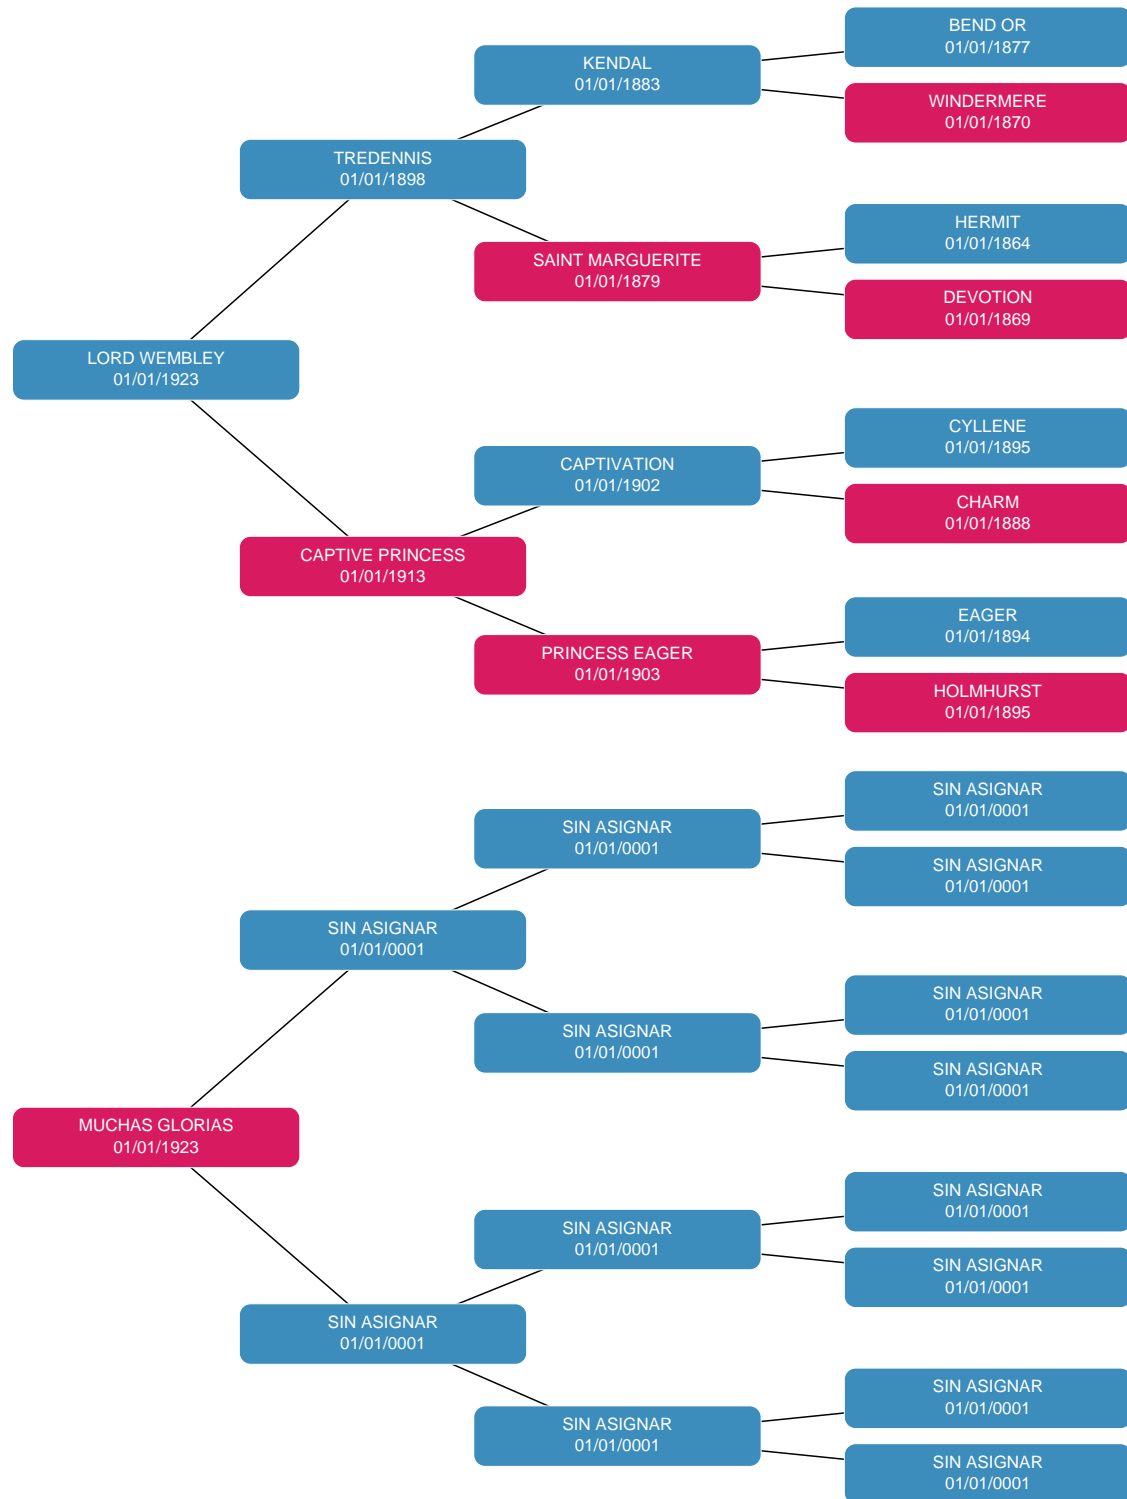 BEND OR
01/01/1877
KENDAL
01/01/1883
WINDERMERE
01/01/1870
TREDENNIS
01/01/1898
HERMIT
01/01/1864
SAINT MARGUERITE
01/01/1879
DEVOTION
01/01/1869
LORD WEMBLEY
01/01/1923
CYLLENE
01/01/1895
CAPTIVATION
01/01/1902
CHARM
01/01/1888
CAPTIVE PRINCESS
01/01/1913
EAGER
01/01/1894
PRINCESS EAGER
01/01/1903
HOLMHURST
01/01/1895
SIN ASIGNAR
01/01/0001
SIN ASIGNAR
01/01/0001
SIN ASIGNAR
01/01/0001
SIN ASIGNAR
01/01/0001
SIN ASIGNAR
01/01/0001
SIN ASIGNAR
01/01/0001
SIN ASIGNAR
01/01/0001
MUCHAS GLORIAS
01/01/1923
SIN ASIGNAR
01/01/0001
SIN ASIGNAR
01/01/0001
SIN ASIGNAR
01/01/0001
SIN ASIGNAR
01/01/0001
SIN ASIGNAR
01/01/0001
SIN ASIGNAR
01/01/0001
SIN ASIGNAR
01/01/0001